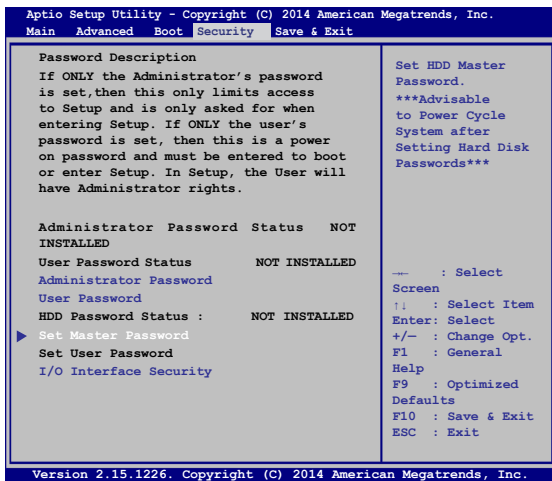 Aptio Setup Utility - Copyright (C) 2014 American Megatrends, Inc.
Main Advanced Boot Security Save & Exit
Password Description
If ONLY the Administrator's password
is set,then this only limits access
to Setup and is only asked for when
entering Setup. If ONLY the user's
password is set, then this is a power
on password and must be entered to boot
or enter Setup. In Setup, the User will
have Administrator rights.
Administrator Password Status NOT
INSTALLED
User Password Status NOT INSTALLED
Administrator Password
User Password
HDD Password Status : NOT INSTALLED
Set Master Password
Set User Password
I/O Interface Security
Set HDD Master
Password.
***Advisable
to Power Cycle
System after
Setting Hard Disk
Passwords***
→← : Select
Screen
↑↓ : Select Item
Enter: Select
+/— : Change Opt.
F1 : General
Help
F9 : Optimized
Defaults
F10 : Save & Exit
ESC : Exit
Version 2.15.1226. Copyright (C) 2014 American Megatrends, Inc.